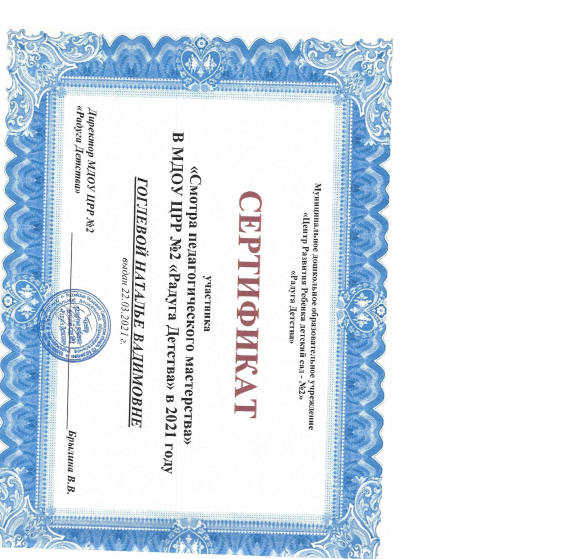 Муниципальное дошкольное образовательное учреждение
«Центр Развития Ребенка детский сад - №2»
«Радуга Детства»
СЕРТИФИКАТ
участника
«Смотра педагогического мастерства»
В МДОУ ЦРР №2 «Радуга Детства» в 2021 году
ГОГЛЕВОЙ НАТАЛЬЕ ВАДИМОВНЕ
выдан 22.03.2021 г.
Директор МДОУ ЦРР №2
«Радуга Детства»
Брылина В.В.